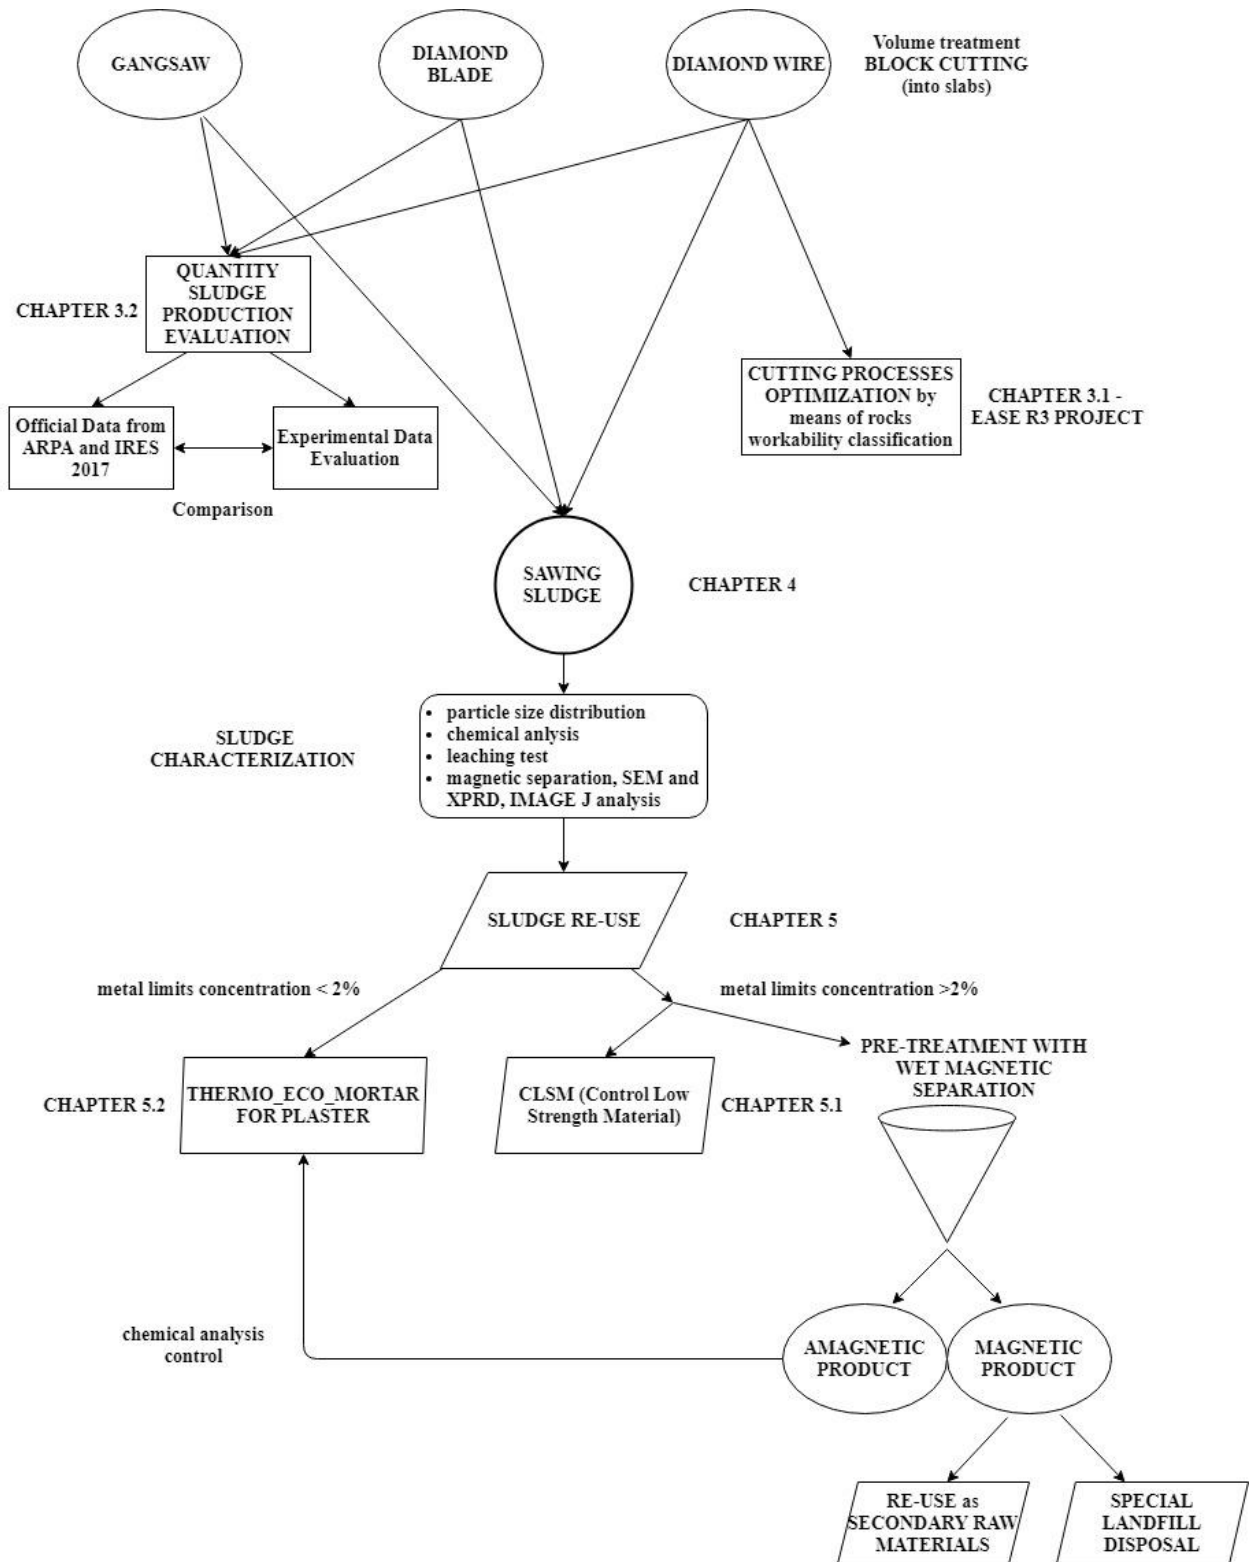 GANGSAW
DIAMOND
BLADE
DIAMOND WIRE
Volume treatment
BLOCK CUTTING
(into slabs)
CHAPTER 3.2
QUANTITY
SLUDGE
PRODUCTION
EVALUATION
Official Data from
ARPA and IRES
2017
Experimental Data
Evaluation
Comparison
CUTTING PROCESSES
OPTIMIZATION by
means of rocks
workability classification
CHAPTER 3.1 -
EASE R3 PROJECT
SAWING
SLUDGE
CHAPTER 4
SLUDGE
CHARACTERIZATION
• particle size distribution
• chemical anlysis
• leaching test
• magnetic separation, SEM and
XPRD, IMAGE J analysis
SLUDGE RE-USE
CHAPTER 5
metal limits concentration < 2%
metal limits concentration >2%
CHAPTER 5.2
THERMO_ECO_MORTAR
FOR PLASTER
CLSM (Control Low
Strength Material)
CHAPTER 5.1
PRE-TREATMENT WITH
WET MAGNETIC
SEPARATION
chemical analysis
control
AMAGNETIC
PRODUCT
MAGNETIC
PRODUCT
RE-USE as
SECONDARY RAW
MATERIALS
SPECIAL
LANDFILL
DISPOSAL